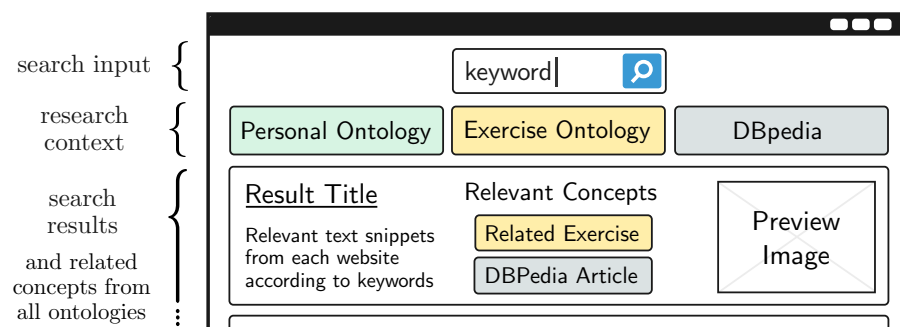 search input
keyword
research
context
Personal Ontology
Exercise Ontology
DBpedia
search
results
and related
concepts from
all ontologies
Result Title
Relevant text snippets
from each website
according to keywords
Relevant Concepts
Related Exercise
DBPedia Article
Preview
Image